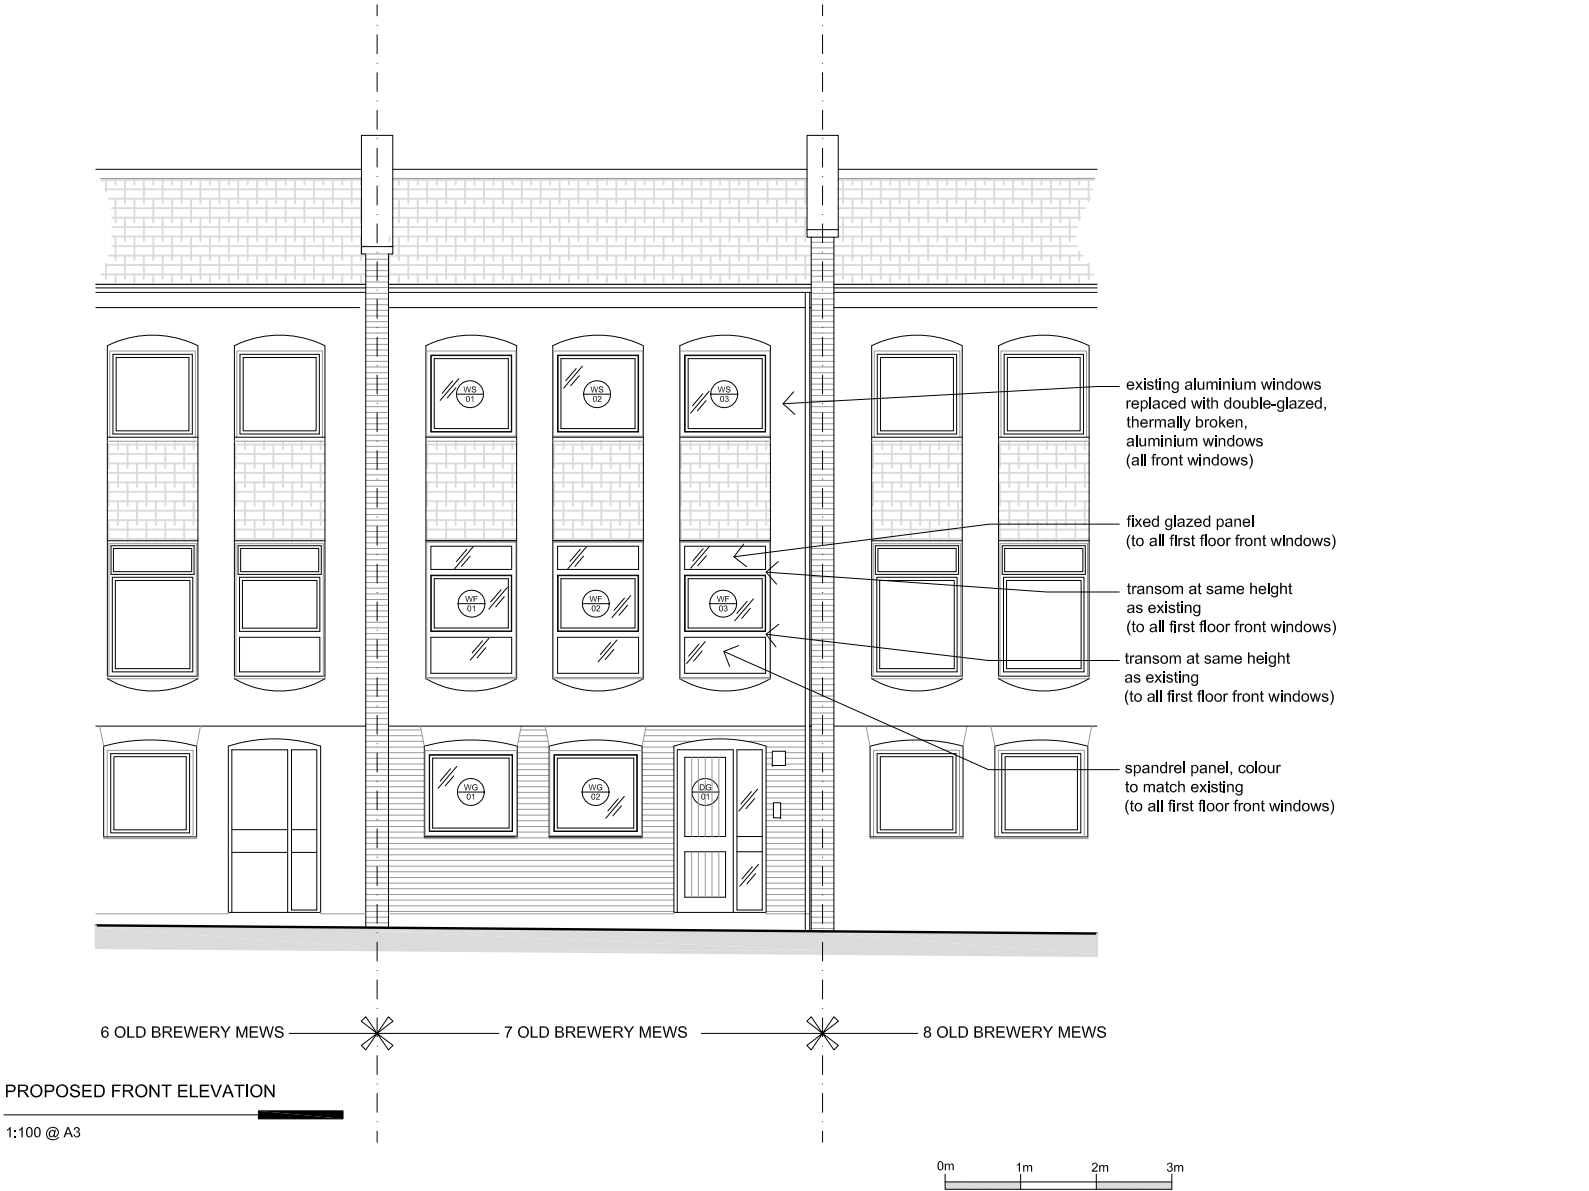 WS
01
WS
02
WS
03
existing aluminium windows
replaced with double-glazed,
thermally broken,
aluminium windows
(all front windows)
fixed glazed panel
(to all first floor front windows)
WF
01
WF
02
WF
03
transom at same height
as existing
(to all first floor front windows)
transom at same height
as existing
(to all first floor front windows)
WG
01
WG
02
DG
01
spandrel panel, colour
to match existing
(to all first floor front windows)
6 OLD BREWERY MEWS
7 OLD BREWERY MEWS
8 OLD BREWERY MEWS
PROPOSED FRONT ELEVATION
1:100 @ A3
0m 1m 2m 3m